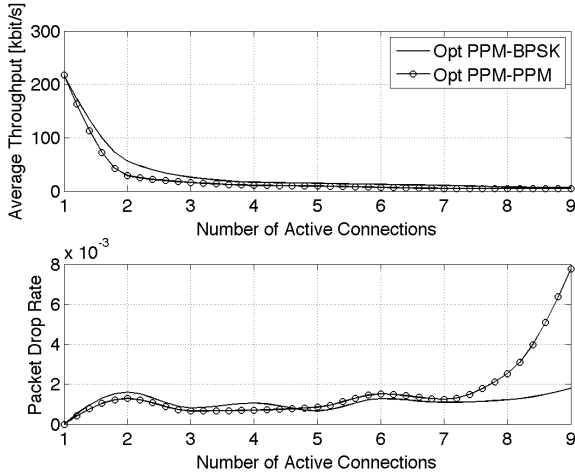 300
200
100
0
Average Throughput [kbit/s]
Opt PPM-BPSK
Opt PPM-PPM
1 2 3 4 5 6 7 8 9
Number of Active Connections
x 10⁻³
8
6
4
2
0
Packet Drop Rate
1 2 3 4 5 6 7 8 9
Number of Active Connections